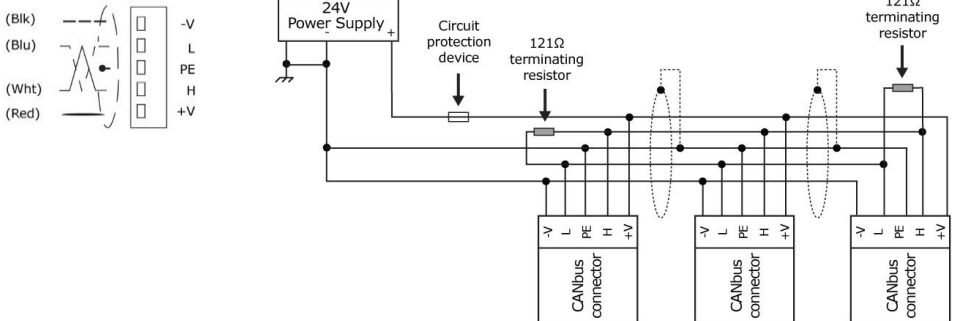 (Blk)
(Blu)
(Wht)
(Red)
-V
L
PE
H
+V
24V
Power Supply
-
+
Circuit
protection
device
121Ω
terminating
resistor
121Ω
terminating
resistor
-V
L
PE
H
+V
CANbus
connector
-V
L
PE
H
+V
CANbus
connector
-V
L
PE
H
+V
CANbus
connector